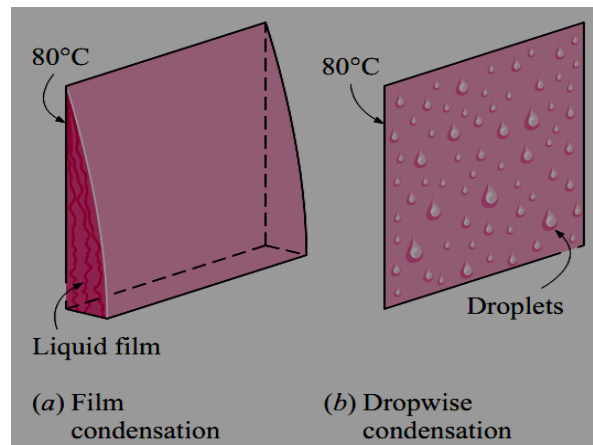 80°C
Liquid film
(a) Film
condensation
80°C
Droplets
(b) Dropwise
condensation